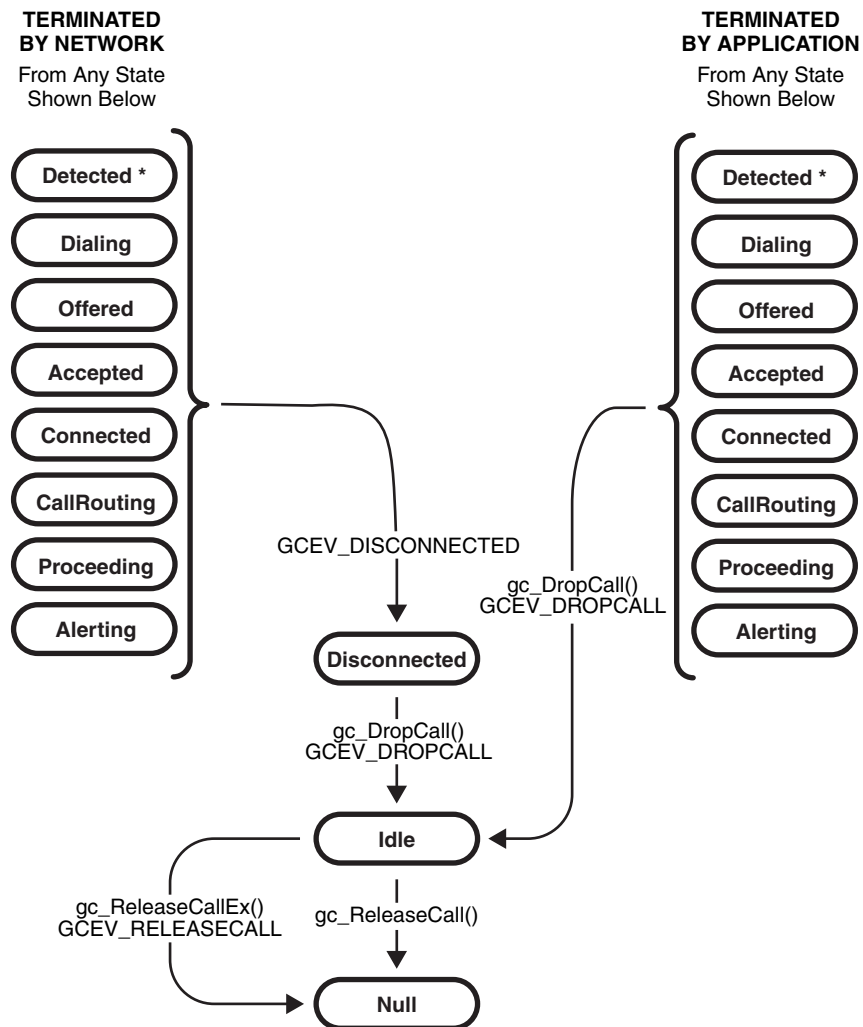 TERMINATED
BY NETWORK
From Any State
Shown Below
Detected *
Dialing
Offered
Accepted
Connected
CallRouting
Proceeding
Alerting
TERMINATED
BY APPLICATION
From Any State
Shown Below
Detected *
Dialing
Offered
Accepted
Connected
CallRouting
Proceeding
Alerting
GCEV_DISCONNECTED
gc_DropCall()
GCEV_DROPCALL
Disconnected
gc_DropCall()
GCEV_DROPCALL
Idle
gc_ReleaseCallEx()
GCEV_RELEASECALL
gc_ReleaseCall()
Null